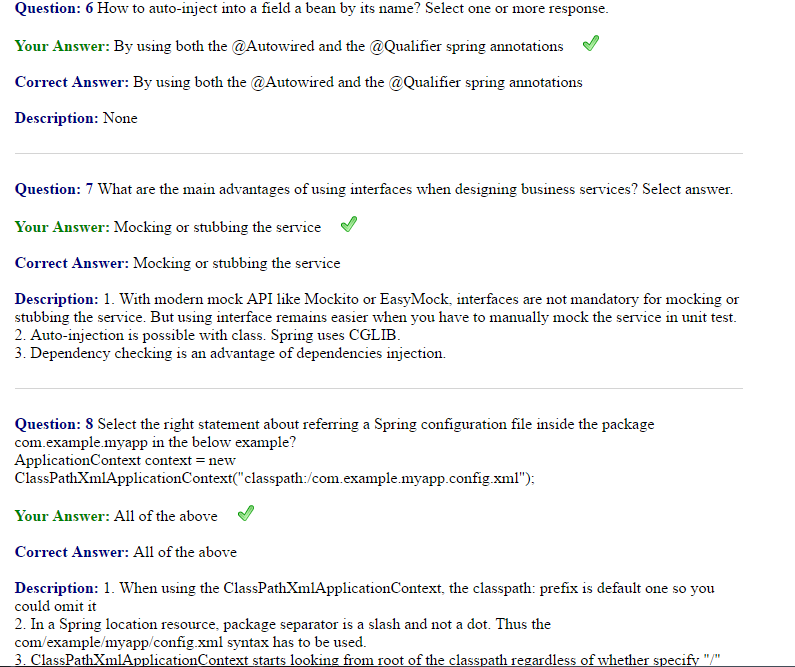 Question: 6 How to auto-inject into a field a bean by its name? Select one or more response.
Your Answer: By using both the @Autowired and the @Qualifier spring annotations
Correct Answer: By using both the @Autowired and the @Qualifier spring annotations
Description: None
Question: 7 What are the main advantages of using interfaces when designing business services? Select answer.
Your Answer: Mocking or stubbing the service
Correct Answer: Mocking or stubbing the service
Description: 1. With modern mock API like Mockito or EasyMock, interfaces are not mandatory for mocking or
stubbing the service. But using interface remains easier when you have to manually mock the service in unit test.
2. Auto-injection is possible with class. Spring uses CGLIB.
3. Dependency checking is an advantage of dependencies injection.
Question: 8 Select the right statement about referring a Spring configuration file inside the package
com.example.myapp in the below example?
ApplicationContext context = new
ClassPathXmlApplicationContext("classpath:/com.example.myapp.config.xml");
Your Answer: All of the above
Correct Answer: All of the above
Description: 1. When using the ClassPathXmlApplicationContext, the classpath: prefix is default one so you
could omit it
2. In a Spring location resource, package separator is a slash and not a dot. Thus the
com/example/myapp/config.xml syntax has to be used.
3. ClassPathXmlApplicationContext starts looking from root of the classpath regardless of whether specify "/"